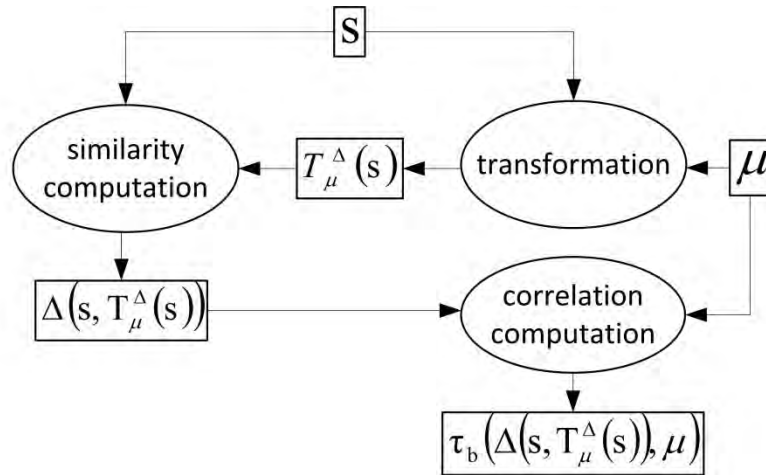 s
similarity
computation
T_μ^Δ(s)
transformation
μ
Δ(s, T_μ^Δ(s))
correlation
computation
τ_b(Δ(s, T_μ^Δ(s)), μ)